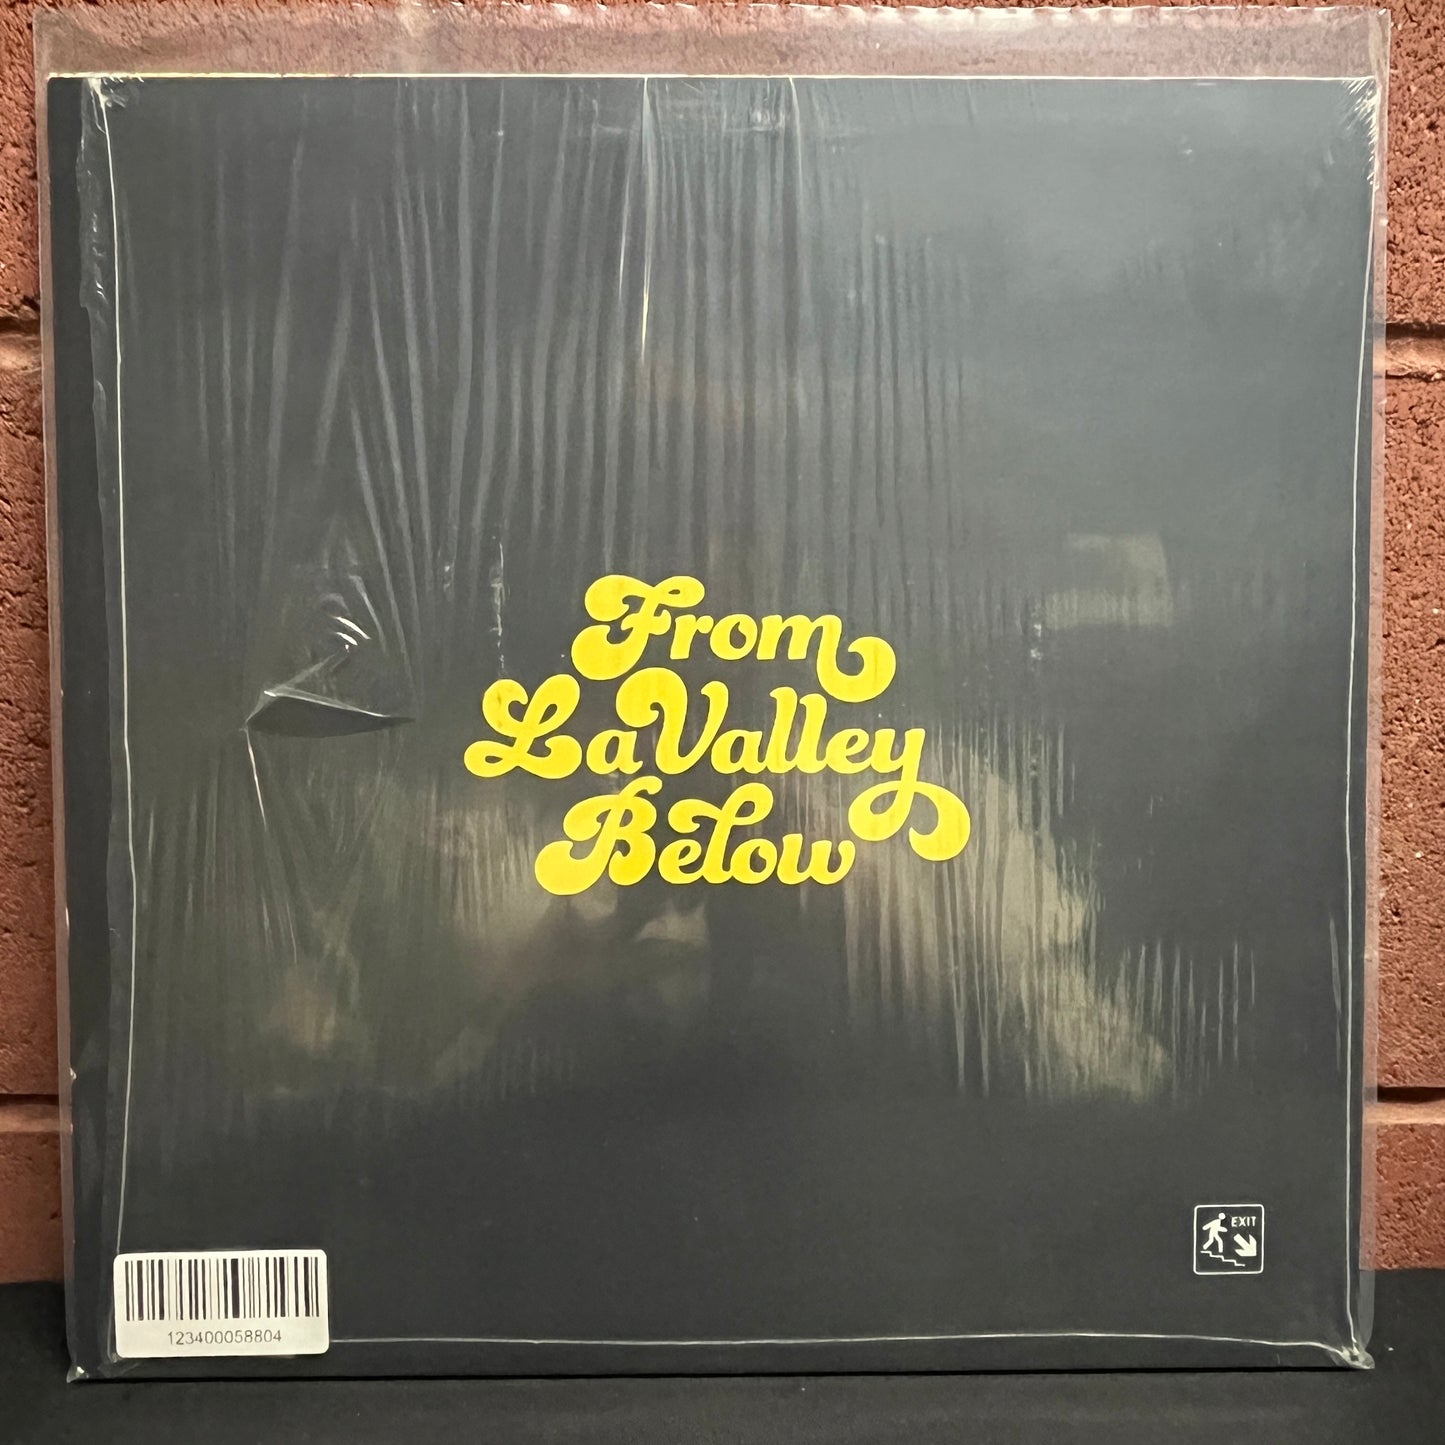 From
La Valley
Below
EXIT
123400058804